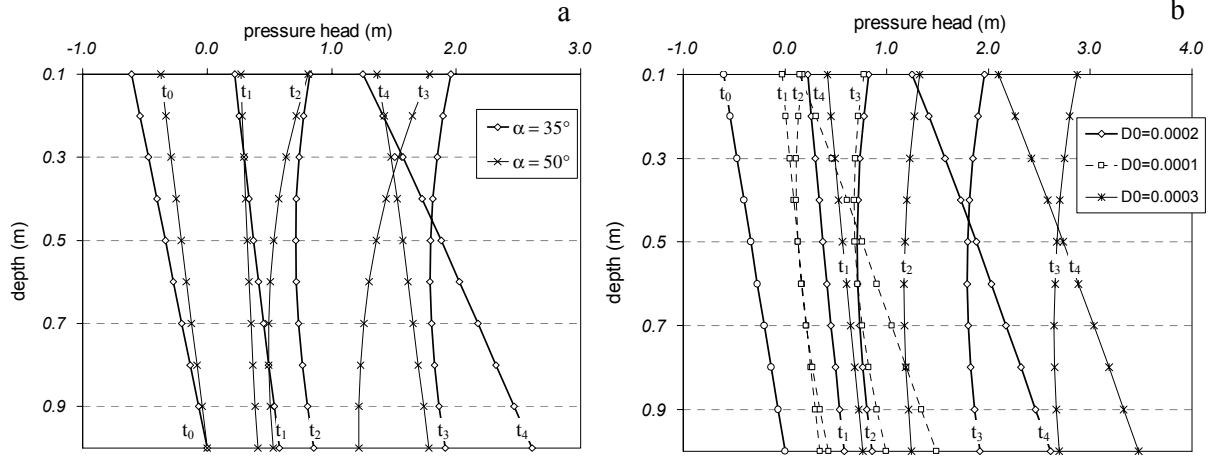 a
pressure head (m)
-1.0 0.0 1.0 2.0 3.0
0.1
0.3
0.5
0.7
0.9
depth (m)
t0 t1 t2 t4 t3
α = 35°
α = 50°
t0 t1 t2 t3 t4
b
pressure head (m)
-1.0 0.0 1.0 2.0 3.0 4.0
0.1
0.3
0.5
0.7
0.9
depth (m)
t0 t1 t2 t4 t3
D0=0.0002
D0=0.0001
D0=0.0003
t1 t2 t3 t4
t1 t2 t3 t4